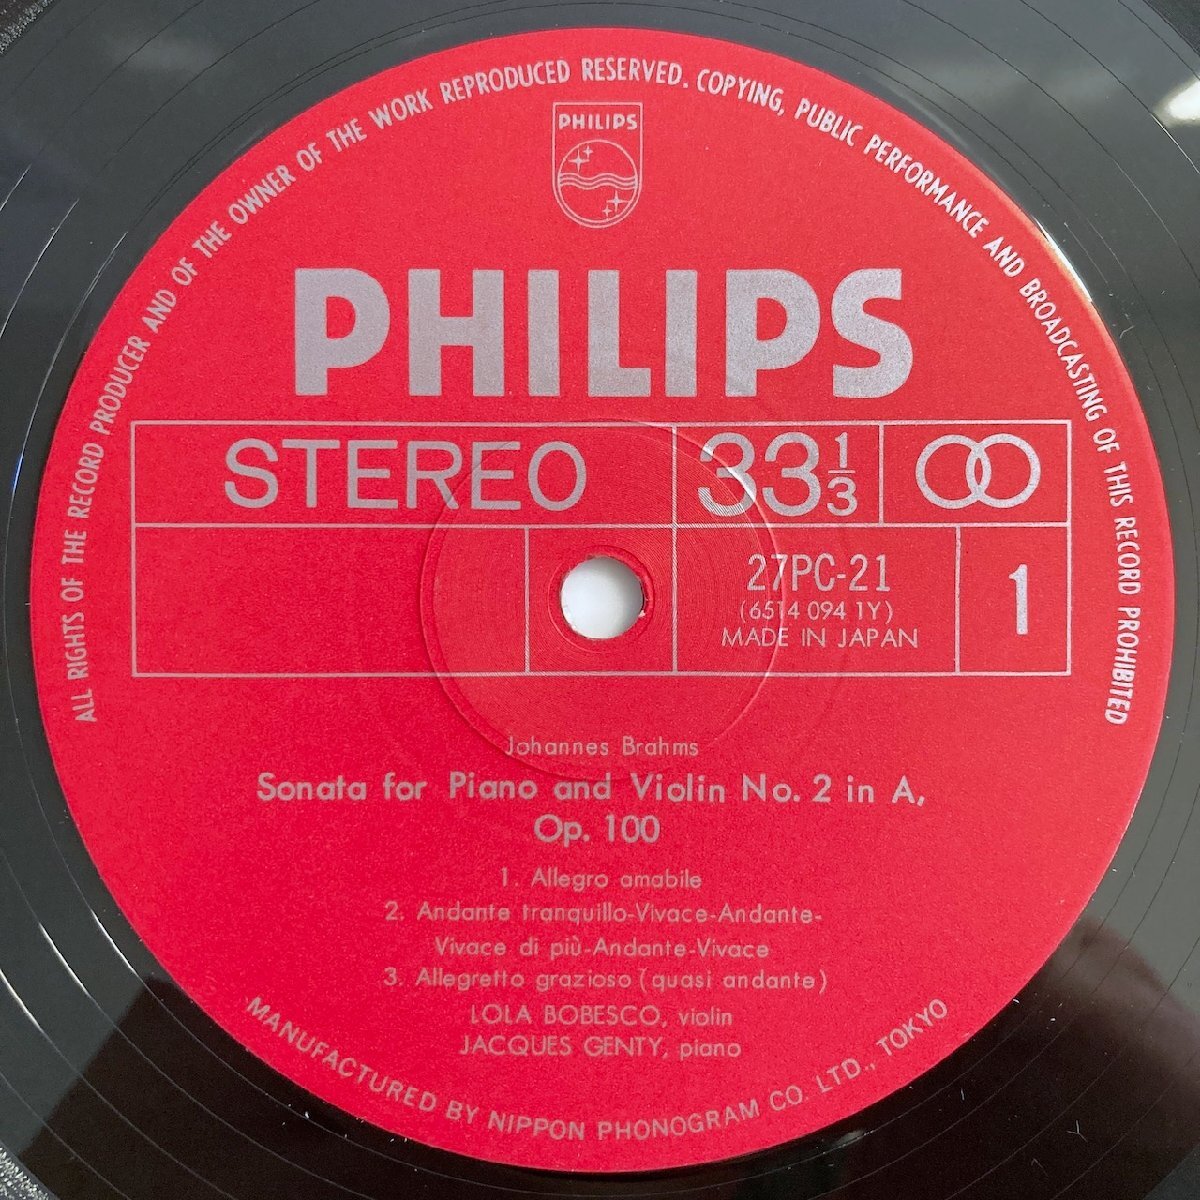 ALL RIGHTS OF THE RECORD PRODUCER AND OF THE OWNER OF THE WORK REPRODUCED RESERVED. COPYING, PUBLIC PERFORMANCE AND BROADCASTING OF THIS RECORD PROHIBITED
PHILIPS
PHILIPS
STEREO
33 1/3
27PC-21
(6514 094 1Y)
MADE IN JAPAN
1
Johannes Brahms
Sonata for Piano and Violin No. 2 in A,
Op. 100
1. Allegro amabile
2. Andante tranquillo-Vivace-Andante-
Vivace di più-Andante-Vivace
3. Allegretto grazioso (quasi andante)
LOLA BOBESCO, violin
JACQUES GENTY, piano
MANUFACTURED BY NIPPON PHONOGRAM CO. LTD., TOKYO